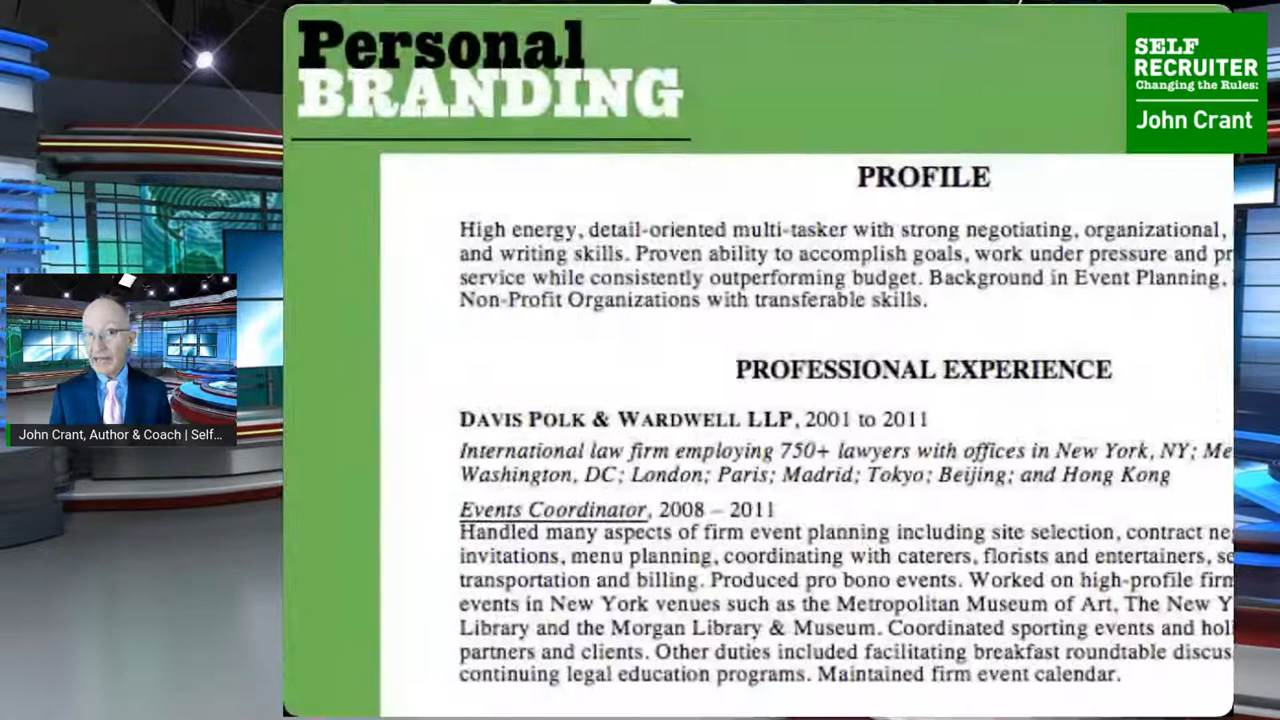 Personal
BRANDING
SELF
RECRUITER
Changing the Rules:
John Crant
PROFILE
High energy, detail-oriented multi-tasker with strong negotiating, organizational,
and writing skills. Proven ability to accomplish goals, work under pressure and
service while consistently outperforming budget. Background in Event Planning,
Non-Profit Organizations with transferable skills.
PROFESSIONAL EXPERIENCE
DAVIS POLK & WARDWELL LLP, 2001 to 2011
International law firm employing 750+ lawyers with offices in New York, NY;
Washington, DC; London; Paris; Madrid; Tokyo; Beijing; and Hong Kong
Events Coordinator, 2008 – 2011
Handled many aspects of firm event planning including site selection, contract
invitations, menu planning, coordinating with caterers, florists and entertainers,
transportation and billing. Produced pro bono events. Worked on high-profile
events in New York venues such as the Metropolitan Museum of Art, The New
Library and the Morgan Library & Museum. Coordinated sporting events and
partners and clients. Other duties included facilitating breakfast roundtable
continuing legal education programs. Maintained firm event calendar.
John Crant, Author & Coach | Self...